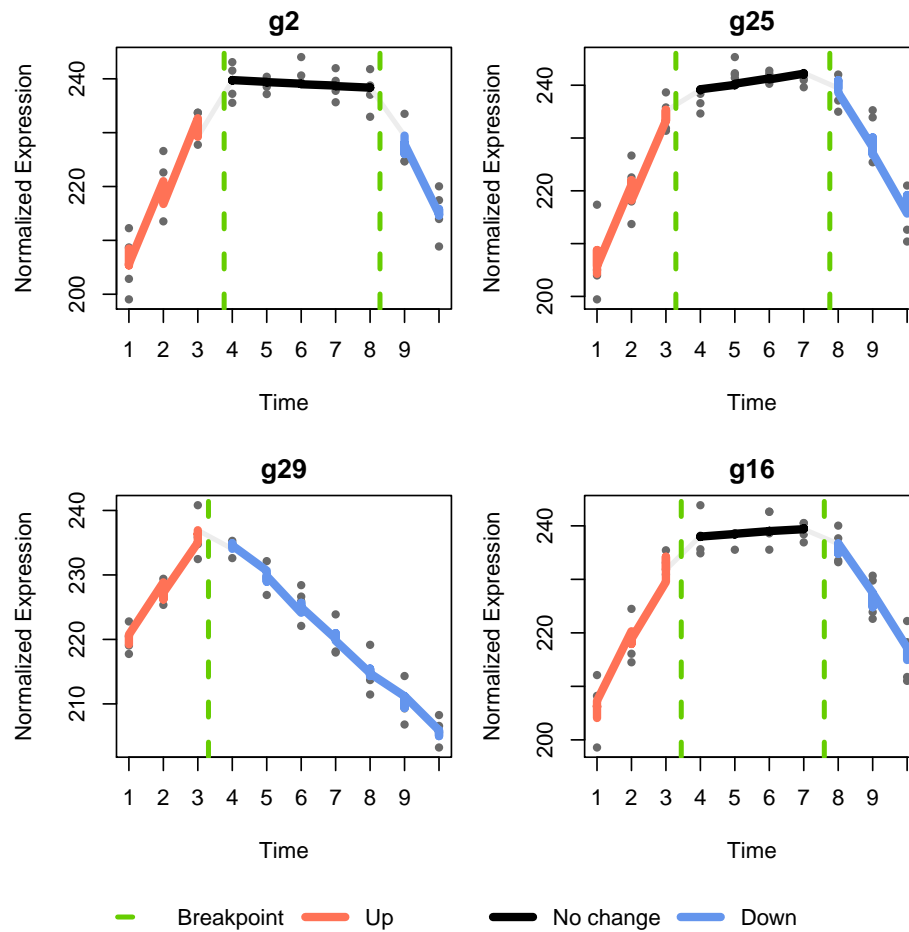 g2
Normalized Expression
240
220
200
1 2 3 4 5 6 7 8 9
Time
g25
Normalized Expression
240
220
200
1 2 3 4 5 6 7 8 9
Time
g29
Normalized Expression
240
230
220
210
1 2 3 4 5 6 7 8 9
Time
g16
Normalized Expression
240
220
200
1 2 3 4 5 6 7 8 9
Time
Breakpoint Up No change Down